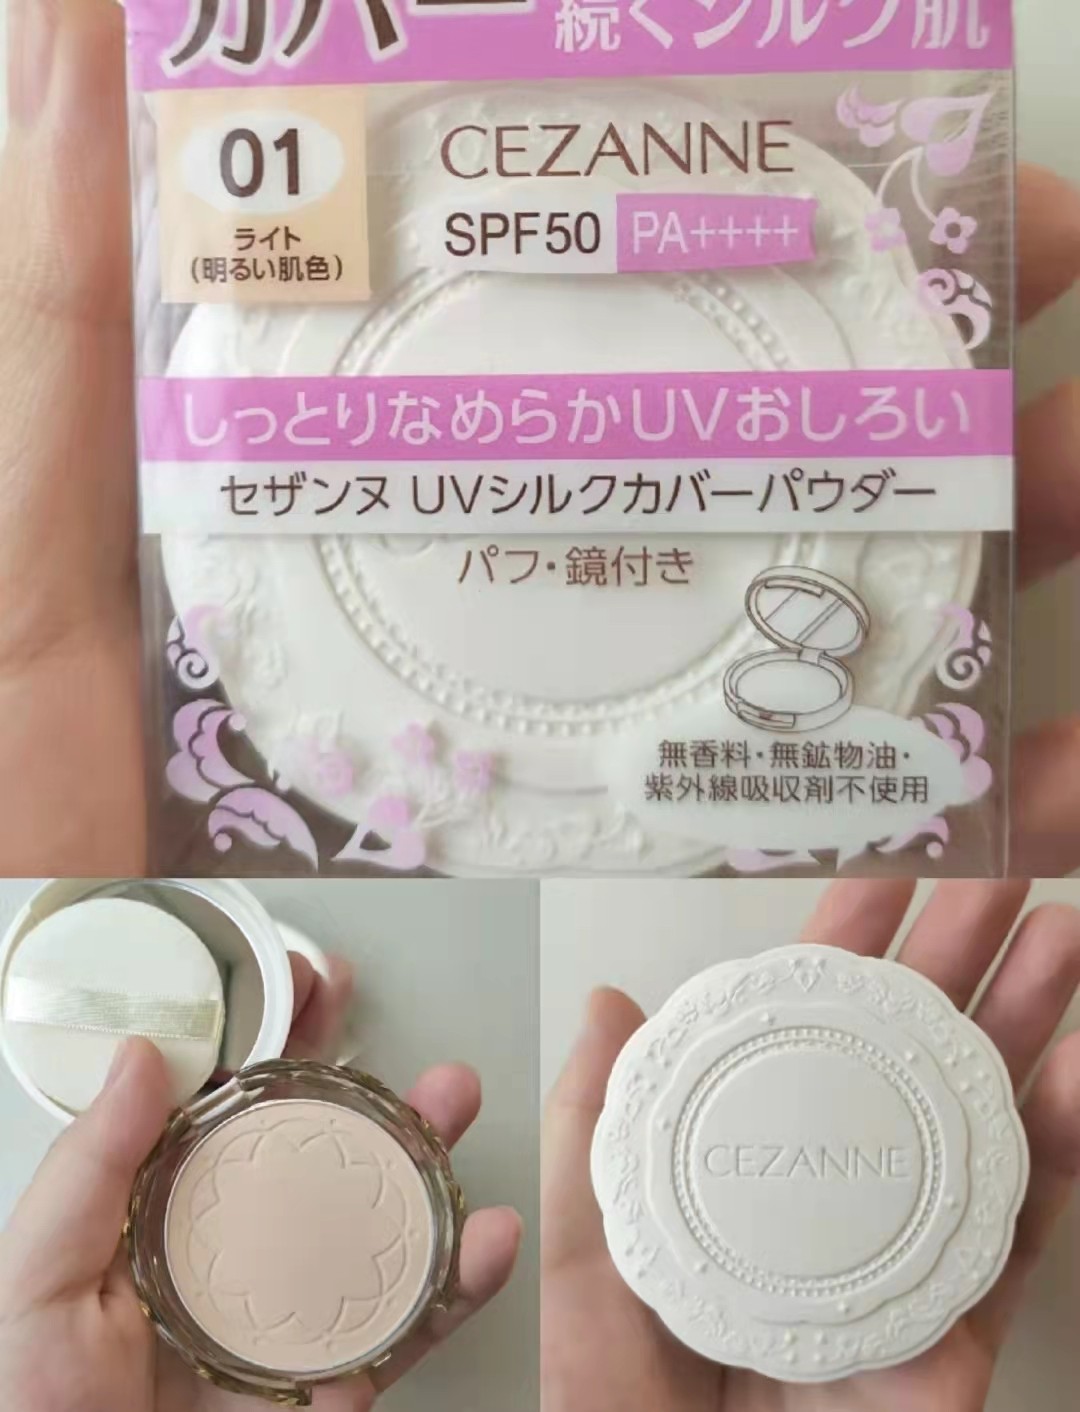 カバー
続くシルク肌
01
ライト
(明るい肌色)
CEZANNE
SPF50 PA++++
しっとりなめらかUVおしろい
セザンヌ UVシルクカバーパウダー
パフ・鏡付き
無香料・無鉱物油・
紫外線吸収剤不使用
CEZANNE